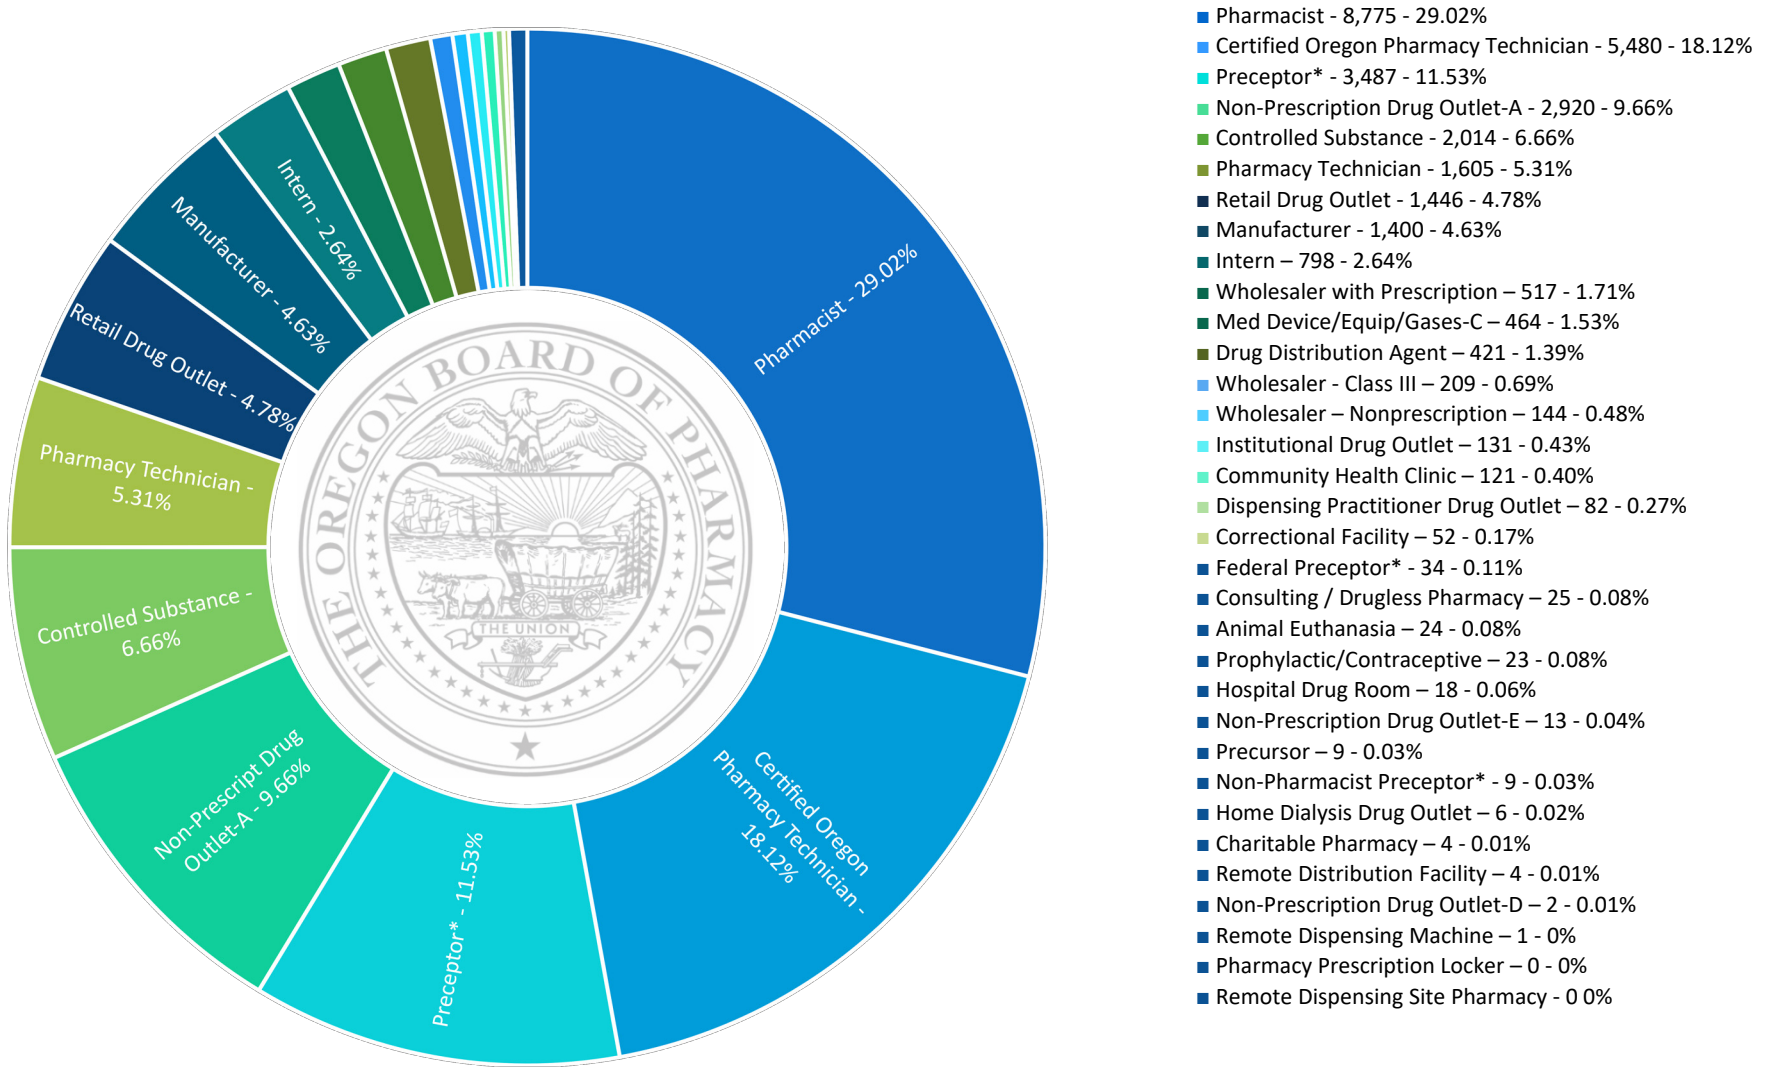 Pharmacist - 29.02%
Certified Oregon
Pharmacy Technician -
18.12%
Preceptor* - 11.53%
Non-Prescript Drug
Outlet-A - 9.66%
Controlled Substance -
6.66%
Pharmacy Technician -
5.31%
Retail Drug Outlet - 4.78%
Manufacturer - 4.63%
Intern - 2.64%
THE OREGON BOARD OF PHARMACY
THE UNION
Pharmacist - 8,775 - 29.02%
Certified Oregon Pharmacy Technician - 5,480 - 18.12%
Preceptor* - 3,487 - 11.53%
Non-Prescription Drug Outlet-A - 2,920 - 9.66%
Controlled Substance - 2,014 - 6.66%
Pharmacy Technician - 1,605 - 5.31%
Retail Drug Outlet - 1,446 - 4.78%
Manufacturer - 1,400 - 4.63%
Intern – 798 - 2.64%
Wholesaler with Prescription – 517 - 1.71%
Med Device/Equip/Gases-C – 464 - 1.53%
Drug Distribution Agent – 421 - 1.39%
Wholesaler - Class III – 209 - 0.69%
Wholesaler – Nonprescription – 144 - 0.48%
Institutional Drug Outlet – 131 - 0.43%
Community Health Clinic – 121 - 0.40%
Dispensing Practitioner Drug Outlet – 82 - 0.27%
Correctional Facility – 52 - 0.17%
Federal Preceptor* - 34 - 0.11%
Consulting / Drugless Pharmacy – 25 - 0.08%
Animal Euthanasia – 24 - 0.08%
Prophylactic/Contraceptive – 23 - 0.08%
Hospital Drug Room – 18 - 0.06%
Non-Prescription Drug Outlet-E – 13 - 0.04%
Precursor – 9 - 0.03%
Non-Pharmacist Preceptor* - 9 - 0.03%
Home Dialysis Drug Outlet – 6 - 0.02%
Charitable Pharmacy – 4 - 0.01%
Remote Distribution Facility – 4 - 0.01%
Non-Prescription Drug Outlet-D – 2 - 0.01%
Remote Dispensing Machine – 1 - 0%
Pharmacy Prescription Locker – 0 - 0%
Remote Dispensing Site Pharmacy - 0 0%